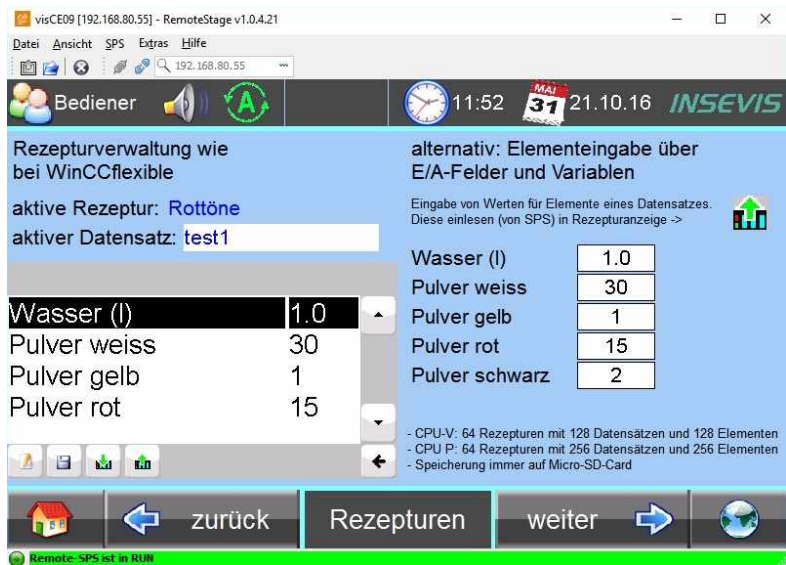 visCE09 [192.168.80.55] - RemoteStage v1.0.4.21
Datei Ansicht SPS Extras Hilfe
192.168.80.55
Bediener
A
11:52
MAI
31
21.10.16
INSEVIS
Rezepturverwaltung wie
bei WinCCflexible
aktive Rezeptur: Rottöne
aktiver Datensatz: test1
Wasser (l) 1.0
Pulver weiss 30
Pulver gelb 1
Pulver rot 15
alternativ: Elementeingabe über
E/A-Felder und Variablen
Eingabe von Werten für Elemente eines Datensatzes.
Diese einlesen (von SPS) in Rezepturanzeige ->
Wasser (l) 1.0
Pulver weiss 30
Pulver gelb 1
Pulver rot 15
Pulver schwarz 2
- CPU-V: 64 Rezepturen mit 128 Datensätzen und 128 Elementen
- CPU P: 64 Rezepturen mit 256 Datensätzen und 256 Elementen
- Speicherung immer auf Micro-SD-Card
zurück
Rezepturen
weiter
Remote-SPS ist in RUN